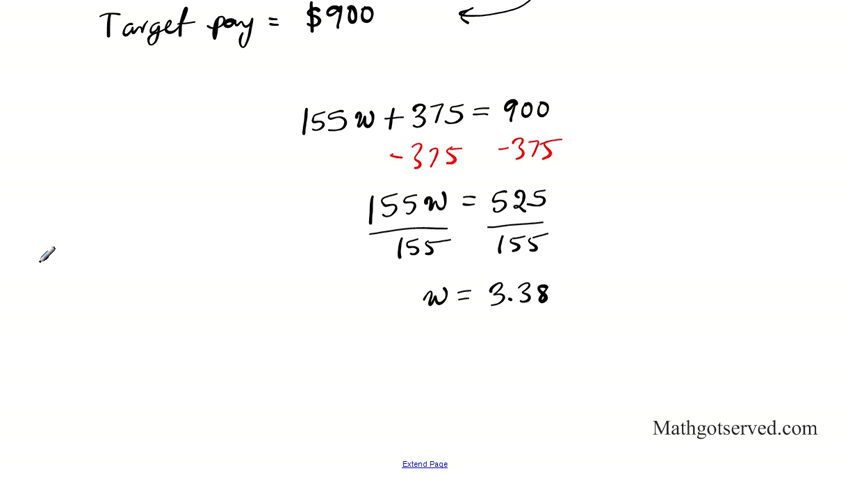 Target pay = $900
155w + 375 = 900
-375 -375
155w = 525
155 155
w = 3.38
Mathgotserved.com
Extend Page